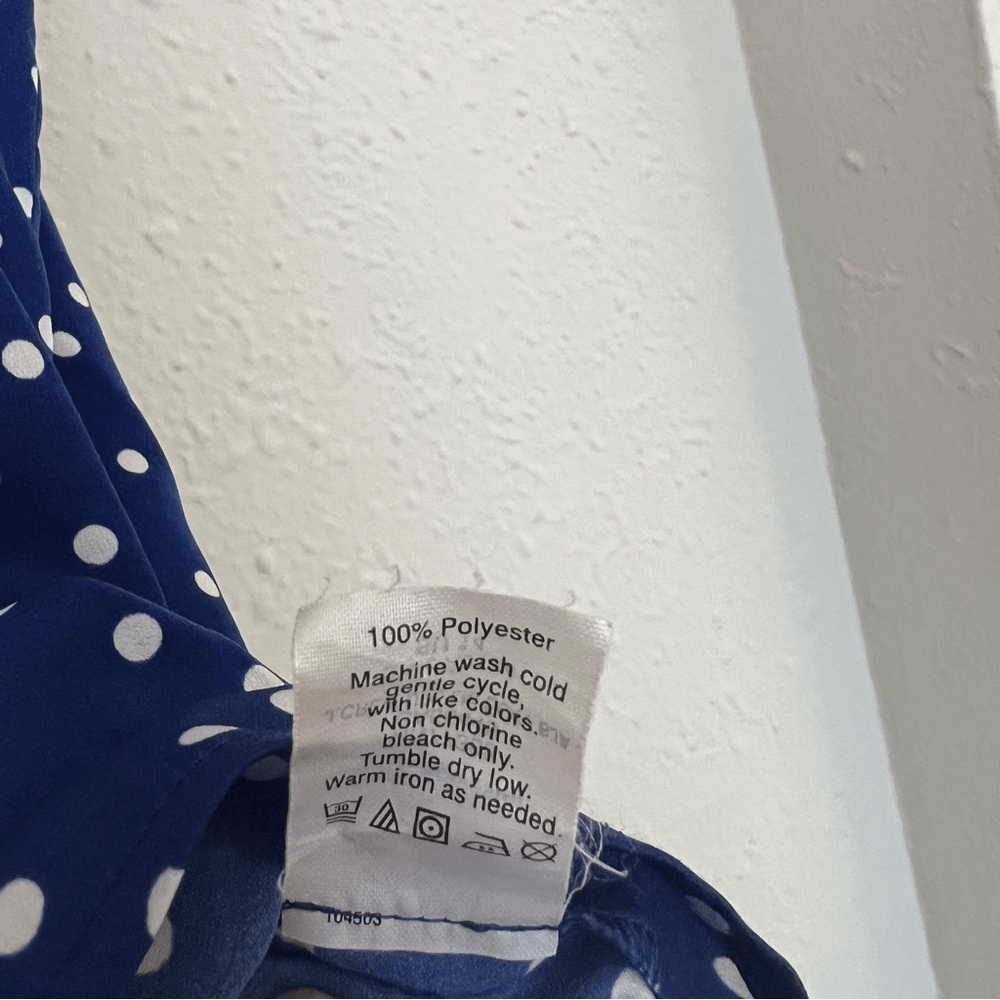 100% Polyester
Machine wash cold
gentle cycle,
with like colors.
Non chlorine
bleach only.
Tumble dry low.
Warm iron as needed.
30
104503